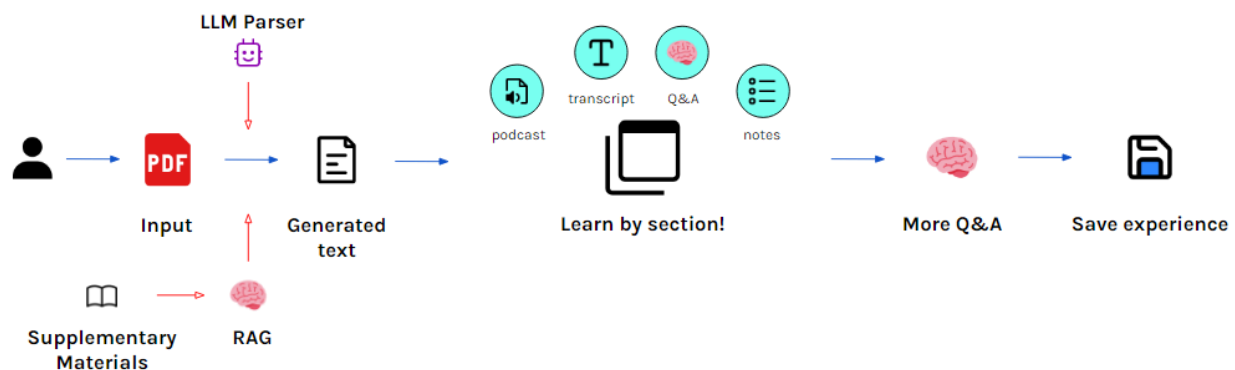 LLM Parser
podcast
transcript
Q&A
notes
PDF
Input
Generated
text
Learn by section!
More Q&A
Save experience
Supplementary
Materials
RAG